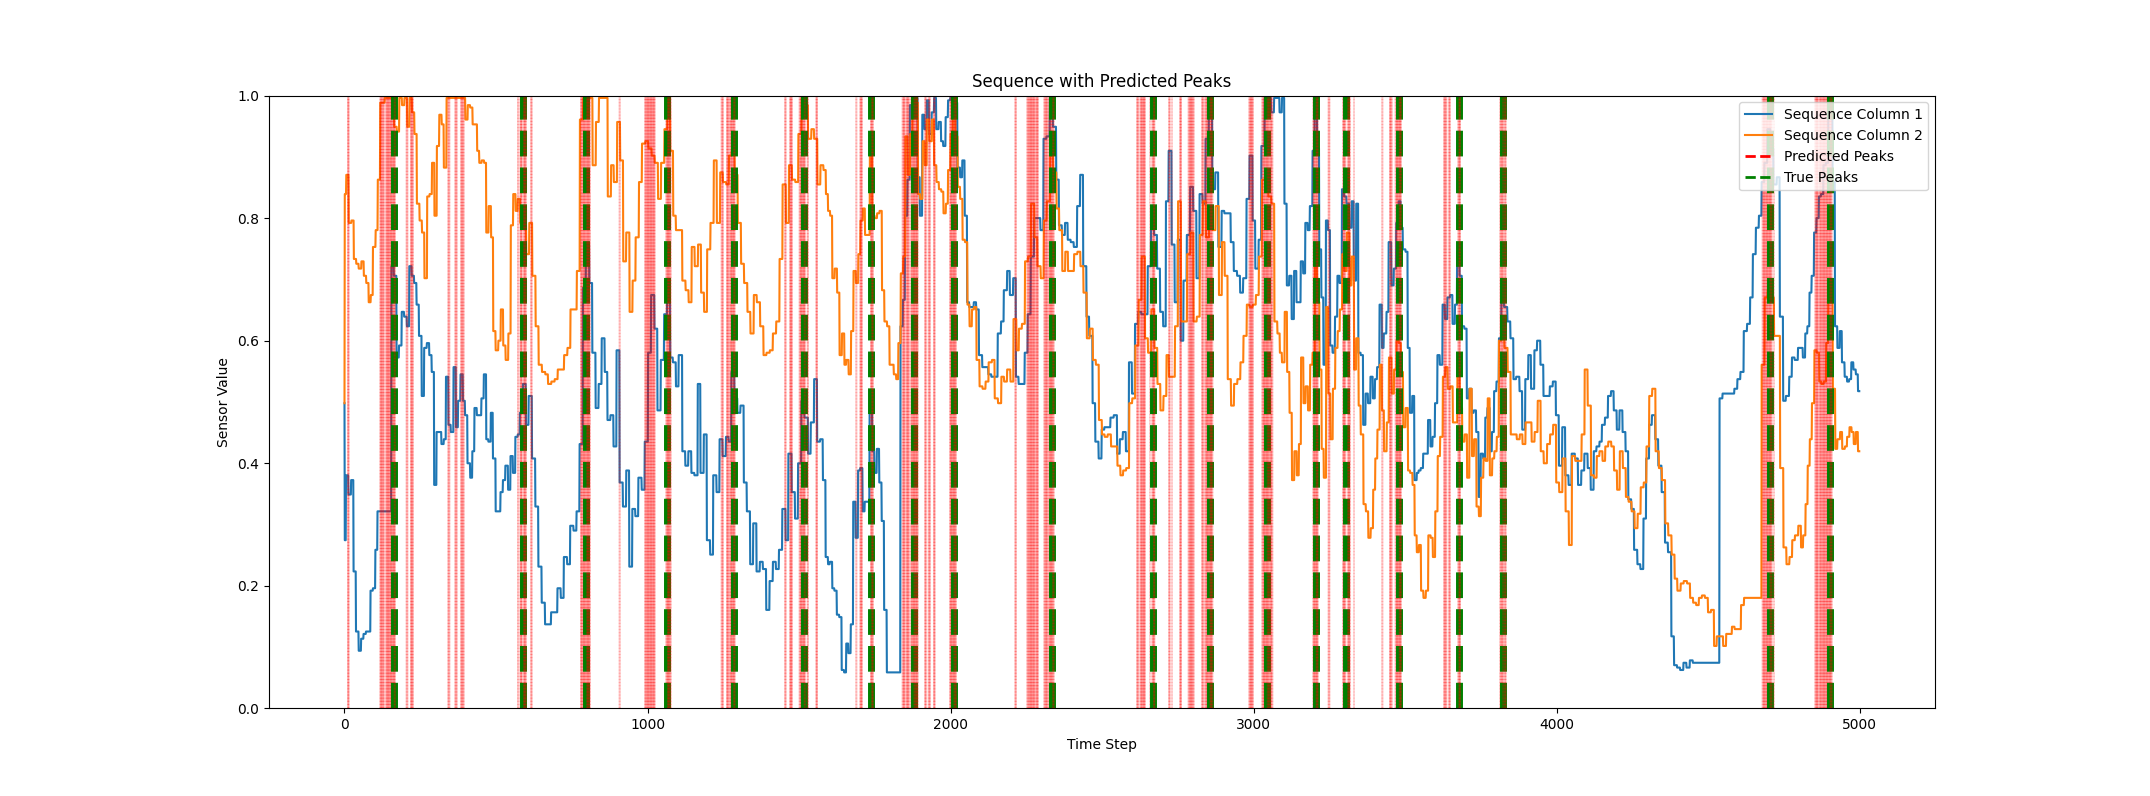 Sequence with Predicted Peaks
1.0
0.8
0.6
0.4
0.2
0.0
Sensor Value
Sequence Column 1
Sequence Column 2
Predicted Peaks
True Peaks
0 1000 2000 3000 4000 5000
Time Step